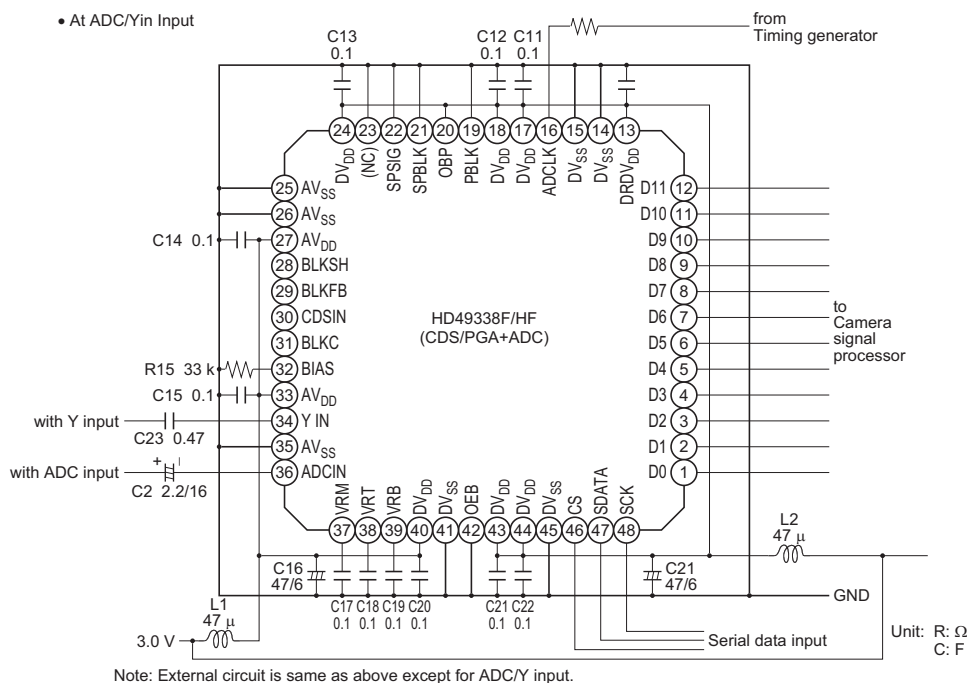 • At ADC/Yin Input
from
Timing generator
C13
0.1
C12
0.1
C11
0.1
24 23 22 21 20 19 18 17 16 15 14 13
DVDD
(NC)
SPSIG
SPBLK
OBP
PBLK
DVDD
DVDD
ADCLK
DVSS
DVSS
DRDVDD
25 AVSS
26 AVSS
C14 0.1
27 AVDD
28 BLKSH
29 BLKFB
30 CDSIN
31 BLKC
R15 33 k
32 BIAS
C15 0.1
33 AVDD
with Y input
C23 0.47
34 Y IN
35 AVSS
with ADC input
+
C2 2.2/16
36 ADCIN
HD49338F/HF
(CDS/PGA+ADC)
D11 12
D10 11
D9 10
D8 9
D7 8
D6 7
D5 6
D4 5
D3 4
D2 3
D1 2
D0 1
to
Camera
signal
processor
VRM
VRT
VRB
DVDD
DVSS
OEB
DVDD
DVDD
DVSS
CS
SDATA
SCK
37 38 39 40 41 42 43 44 45 46 47 48
C16
47/6
C17
0.1
C18
0.1
C19
0.1
C20
0.1
C21
0.1
C22
0.1
C21
47/6
L2
47 μ
GND
L1
47 μ
3.0 V
Serial data input
Unit: R: Ω
C: F
Note: External circuit is same as above except for ADC/Y input.